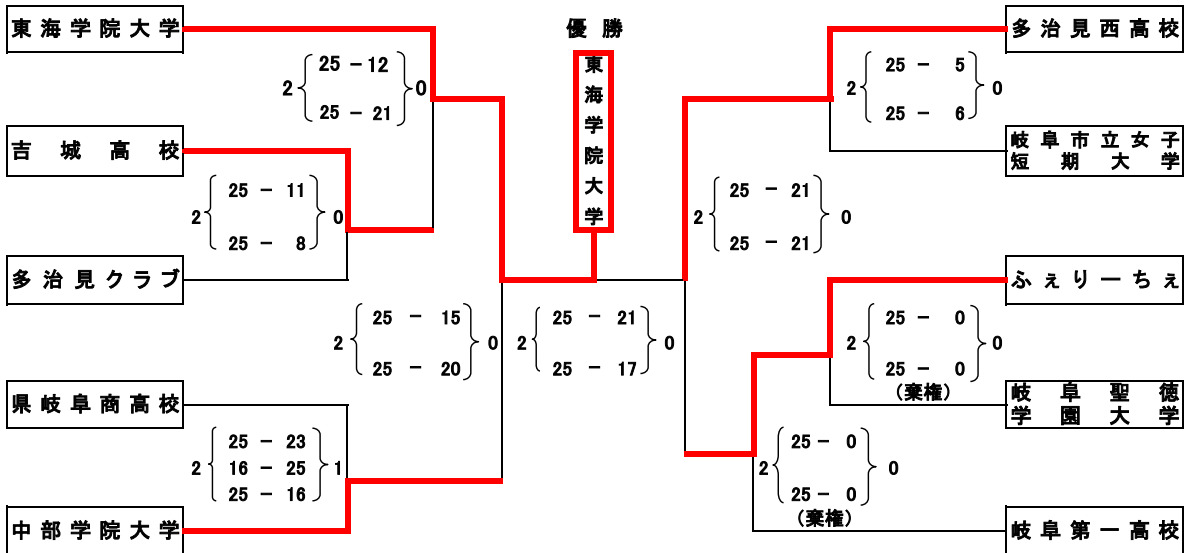 東海学院大学
2 25 - 12 0
25 - 21
吉城高校
2 25 - 11 0
25 - 8
多治見クラブ
2 25 - 15 0
25 - 20
県岐阜商高校
2 25 - 23 1
16 - 25
25 - 16
中部学院大学
優勝
東海学院大学
2 25 - 21 0
25 - 17
多治見西高校
2 25 - 5 0
25 - 6
岐阜市立女子
短期大学
2 25 - 21 0
25 - 21
ふぇりーちぇ
2 25 - 0 0
25 - 0
(棄権)
岐阜聖徳
学園大学
2 25 - 0 0
25 - 0
(棄権)
岐阜第一高校